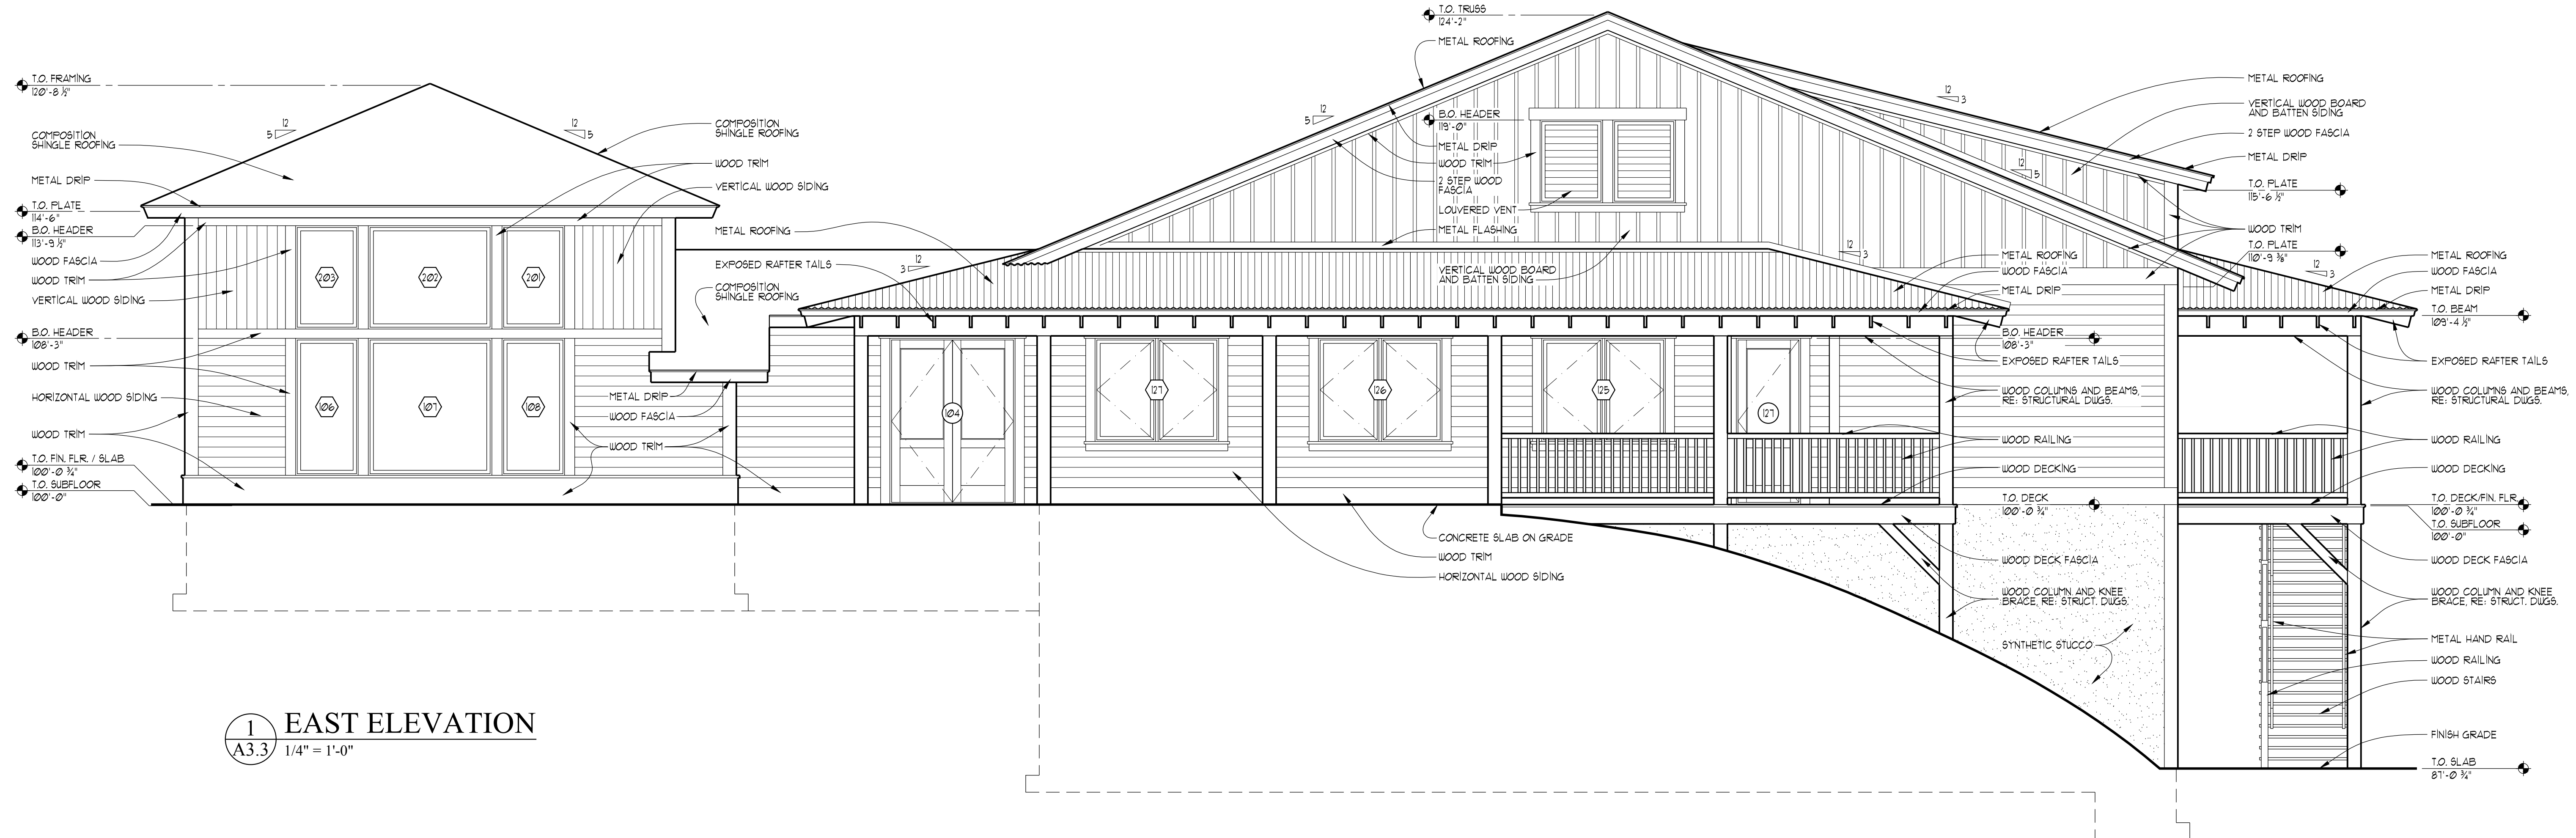 T.O. FRAMING
120'-8 ½"
COMPOSITION
SHINGLE ROOFING
METAL DRIP
T.O. PLATE
114'-6"
B.O. HEADER
113'-9 ½"
WOOD FASCIA
WOOD TRIM
VERTICAL WOOD SIDING
B.O. HEADER
108'-3"
WOOD TRIM
HORIZONTAL WOOD SIDING
WOOD TRIM
T.O. FIN. FLR. / SLAB
100'-0 ¾"
T.O. SUBFLOOR
100'-0"
12
5
12
5
203
202
201
106
107
108
COMPOSITION
SHINGLE ROOFING
WOOD TRIM
VERTICAL WOOD SIDING
METAL ROOFING
EXPOSED RAFTER TAILS
COMPOSITION
SHINGLE ROOFING
METAL DRIP
WOOD FASCIA
WOOD TRIM
12
3
104
127
126
125
127
T.O. TRUSS
124'-2"
METAL ROOFING
12
5
B.O. HEADER
119'-0"
METAL DRIP
WOOD TRIM
2 STEP WOOD
FASCIA
LOUVERED VENT
METAL FLASHING
VERTICAL WOOD BOARD
AND BATTEN SIDING
CONCRETE SLAB ON GRADE
WOOD TRIM
HORIZONTAL WOOD SIDING
12
3
12
5
12
3
METAL ROOFING
WOOD FASCIA
METAL DRIP
B.O. HEADER
108'-3"
EXPOSED RAFTER TAILS
WOOD COLUMNS AND BEAMS,
RE: STRUCTURAL DWGS.
WOOD RAILING
WOOD DECKING
T.O. DECK
100'-0 ¾"
WOOD DECK FASCIA
WOOD COLUMN AND KNEE
BRACE, RE: STRUCT. DWGS.
SYNTHETIC STUCCO
METAL ROOFING
VERTICAL WOOD BOARD
AND BATTEN SIDING
2 STEP WOOD FASCIA
METAL DRIP
T.O. PLATE
115'-6 ½"
WOOD TRIM
T.O. PLATE
110'-9 ⅜"
12
3
METAL ROOFING
WOOD FASCIA
METAL DRIP
T.O. BEAM
109'-4 ½"
EXPOSED RAFTER TAILS
WOOD COLUMNS AND BEAMS,
RE: STRUCTURAL DWGS.
WOOD RAILING
WOOD DECKING
T.O. DECK/FIN. FLR.
100'-0 ¾"
T.O. SUBFLOOR
100'-0"
WOOD DECK FASCIA
WOOD COLUMN AND KNEE
BRACE, RE: STRUCT. DWGS.
METAL HAND RAIL
WOOD RAILING
WOOD STAIRS
FINISH GRADE
T.O. SLAB
87'-0 ¾"
1
A3.3
EAST ELEVATION
1/4" = 1'-0"